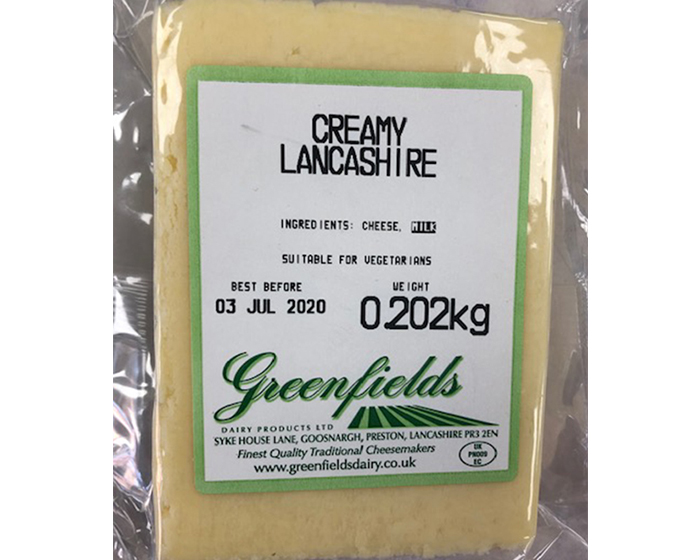 CREAMY
LANCASHIRE
INGREDIENTS: CHEESE, MILK
SUITABLE FOR VEGETARIANS
BEST BEFORE
03 JUL 2020
WEIGHT
0.202kg
Greenfields
DAIRY PRODUCTS LTD
SYKE HOUSE LANE, GOOSNARGH, PRESTON, LANCASHIRE PR3 2EN
Finest Quality Traditional Cheesemakers
www.greenfieldsdairy.co.uk
UK
PN009
EC